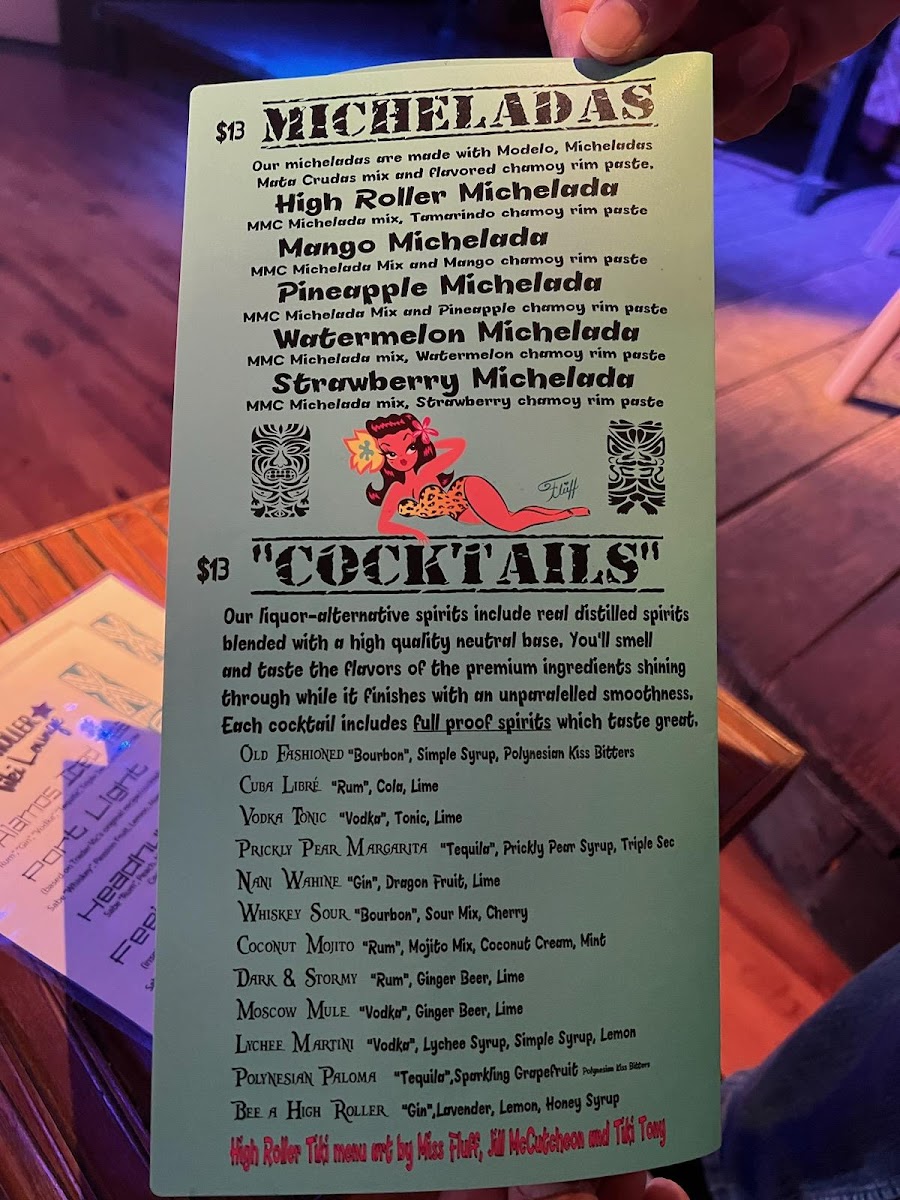 $13 MICHELADAS
Our micheladas are made with Modelo, Micheladas
Mata Crudas mix and flavored chamoy rim paste.
High Roller Michelada
MMC Michelada mix, Tamarindo chamoy rim paste
Mango Michelada
MMC Michelada Mix and Mango chamoy rim paste
Pineapple Michelada
MMC Michelada Mix and Pineapple chamoy rim paste
Watermelon Michelada
MMC Michelada mix, Watermelon chamoy rim paste
Strawberry Michelada
MMC Michelada mix, Strawberry chamoy rim paste
Fluff
$13 "COCKTAILS"
Our liquor-alternative spirits include real distilled spirits
blended with a high quality neutral base. You'll smell
and taste the flavors of the premium ingredients shining
through while it finishes with an unparalelled smoothness.
Each cocktail includes full proof spirits which taste great.
OLD FASHIONED "Bourbon", Simple Syrup, Polynesian Kiss Bitters
CUBA LIBRÉ "Rum", Cola, Lime
VODKA TONIC "Vodka", Tonic, Lime
PRICKLY PEAR MARGARITA "Tequila", Prickly Pear Syrup, Triple Sec
NANI WAHINE "Gin", Dragon Fruit, Lime
WHISKEY SOUR "Bourbon", Sour Mix, Cherry
COCONUT MOJITO "Rum", Mojito Mix, Coconut Cream, Mint
DARK & STORMY "Rum", Ginger Beer, Lime
MOSCOW MULE "Vodka", Ginger Beer, Lime
LYCHEE MARTINI "Vodka", Lychee Syrup, Simple Syrup, Lemon
POLYNESIAN PALOMA "Tequila",Sparkling Grapefruit Polynesian Kiss Bitters
BEE A HIGH ROLLER "Gin",Lavender, Lemon, Honey Syrup
High Roller Tiki menu art by Miss Fluff, Jill McCutcheon and Tiki Tony
Port Light